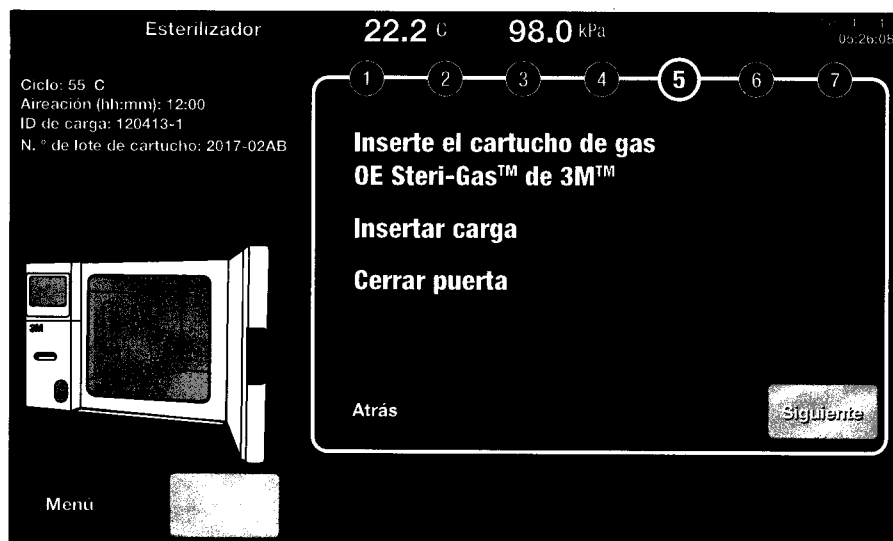 Esterilizador
22.2 C
98.0 kPa
05:26:05
Ciclo: 55 C
Aireación (hh:mm): 12:00
ID de carga: 120413-1
N. º de lote de cartucho: 2017-02AB
1 2 3 4 5 6 7
Inserte el cartucho de gas
OE Steri-Gas™ de 3M™
Insertar carga
Cerrar puerta
3M
Atrás
Siguiente
Menú